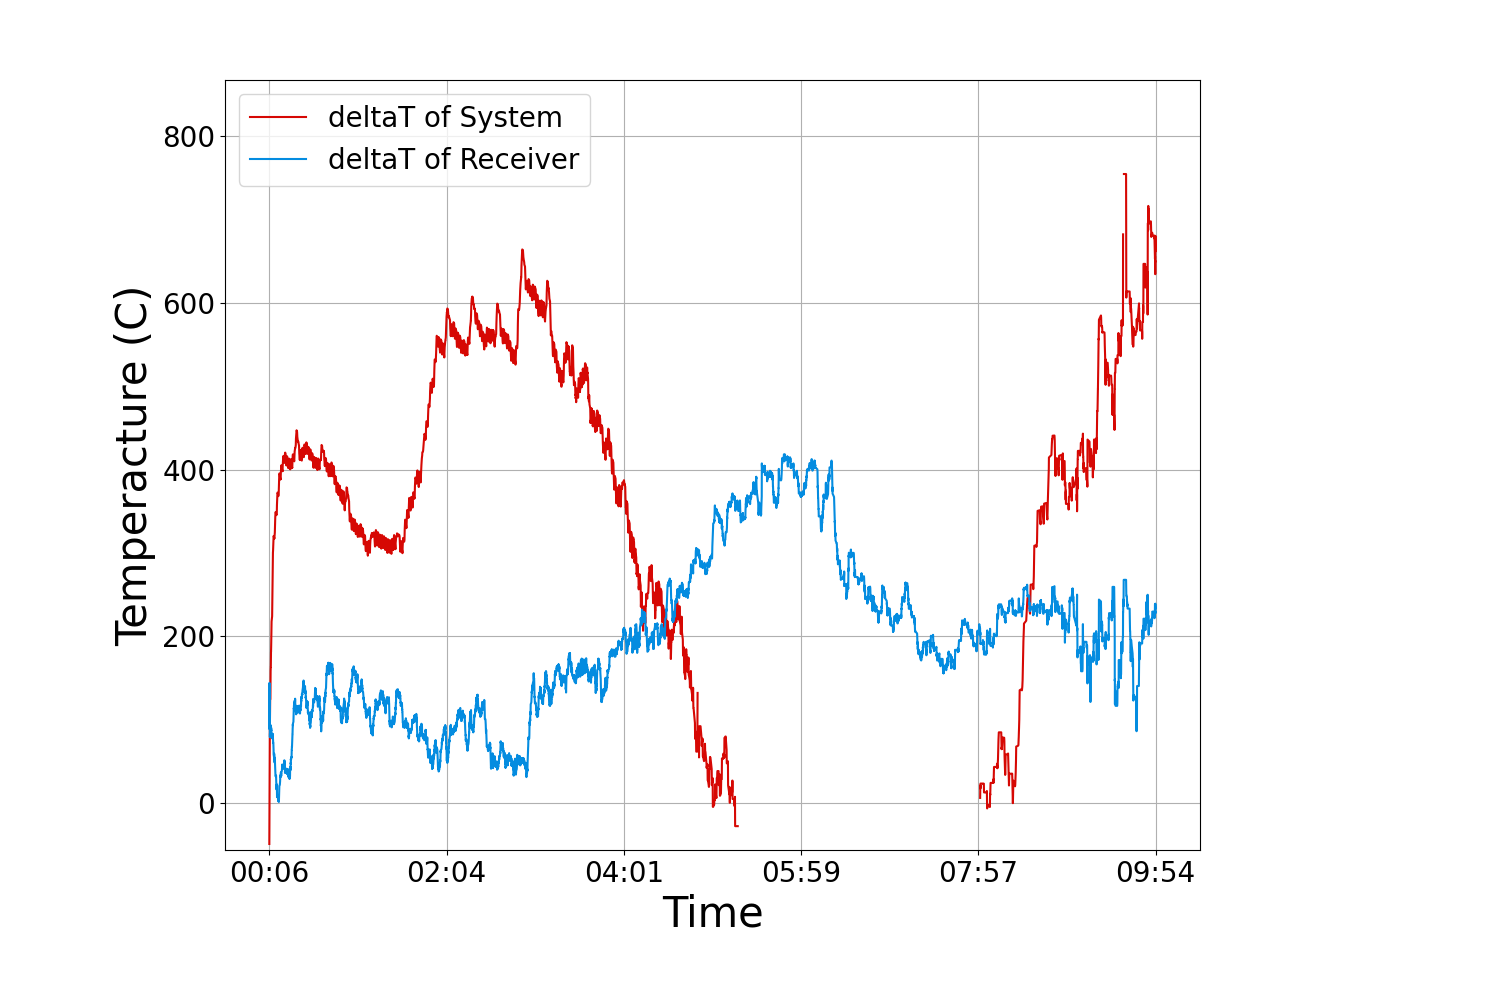 deltaT of System
deltaT of Receiver
800
600
400
200
0
Temperacture (C)
00:06 02:04 04:01 05:59 07:57 09:54
Time